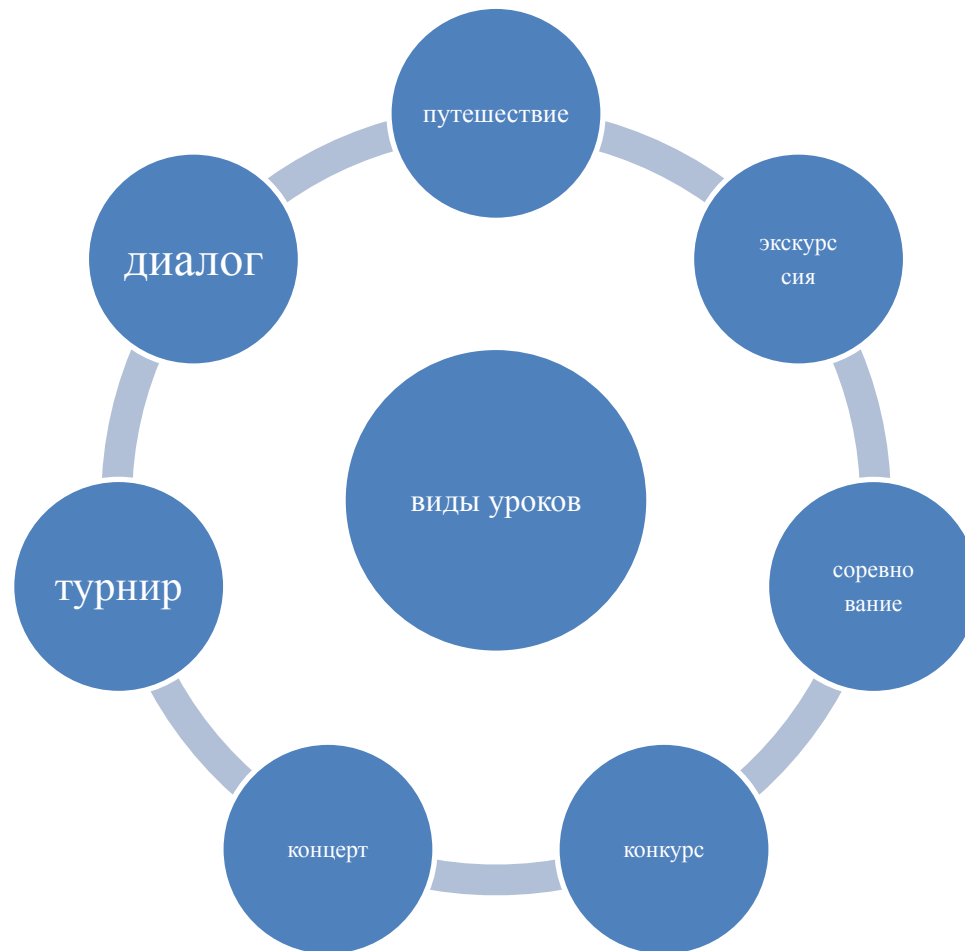 путешествие
экскурс
сия
соревно
вание
конкурс
концерт
турнир
диалог
виды уроков